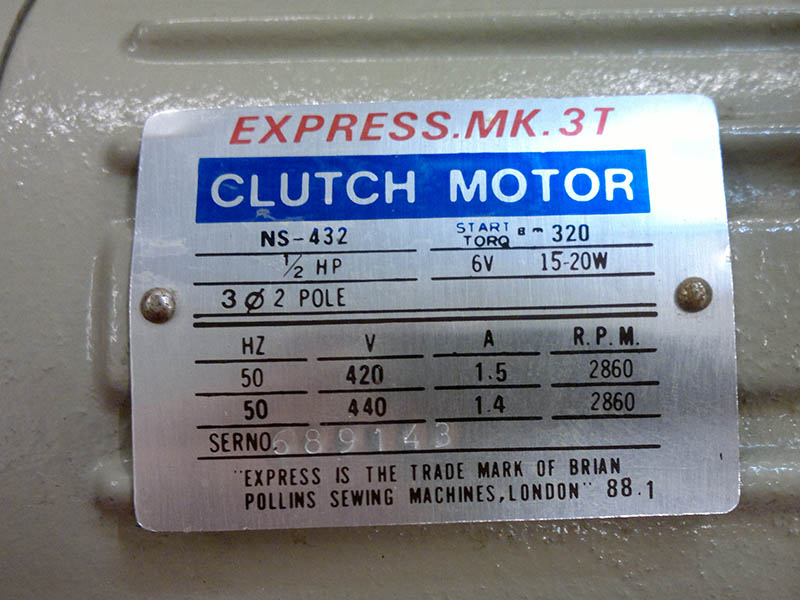 EXPRESS.MK.3T
CLUTCH MOTOR
NS-432 START TORQ 320
1/2 HP 6V 15-20W
3 Ø 2 POLE
HZ V A R.P.M.
50 420 1.5 2860
50 440 1.4 2860
SERNO. 689143
"EXPRESS IS THE TRADE MARK OF BRIAN
POLLINS SEWING MACHINES, LONDON" 88.1